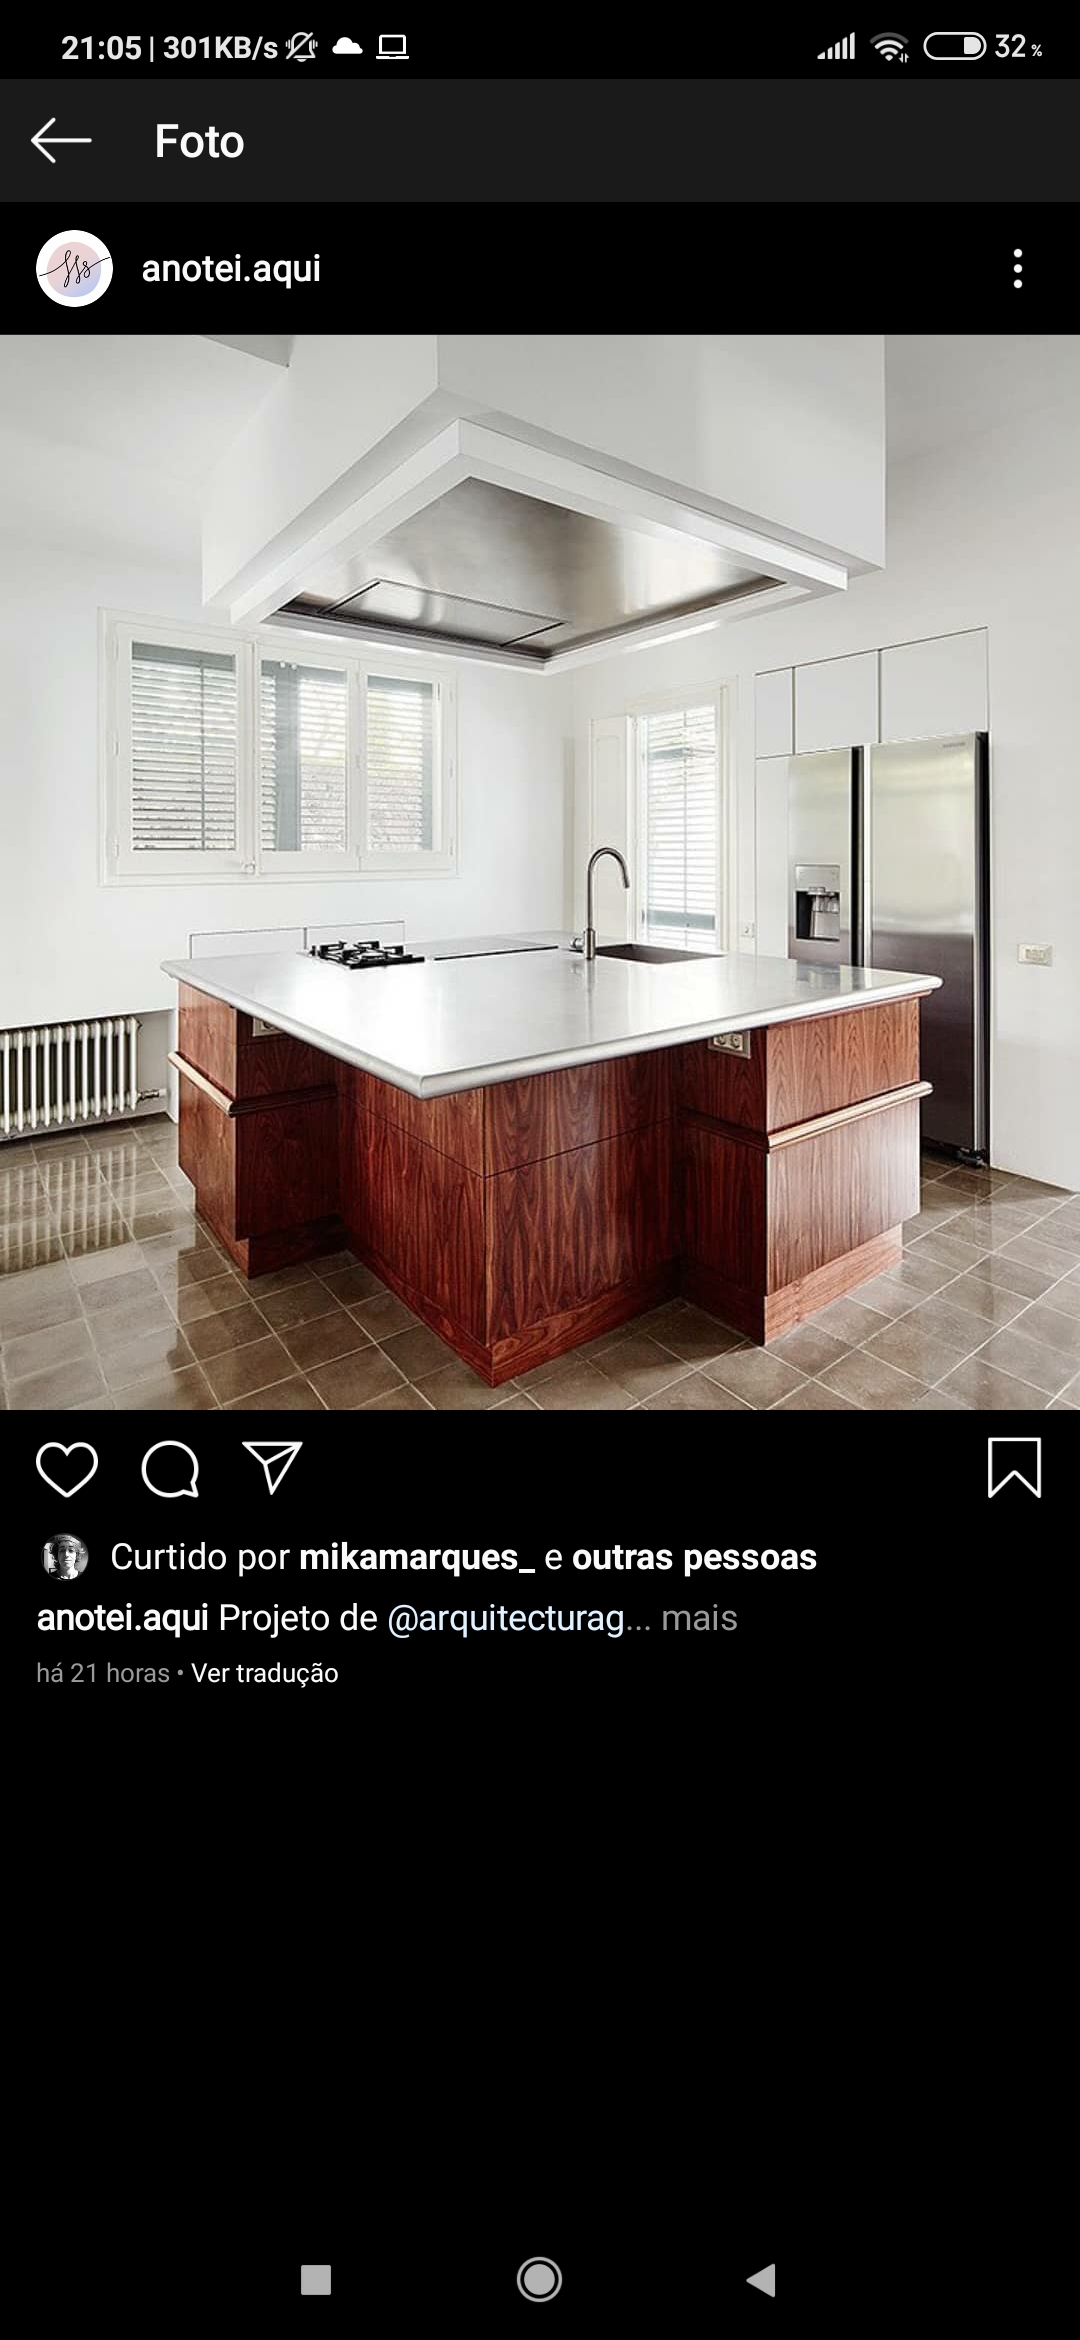 21:05 | 301KB/s 32 %
Foto
anotei.aqui
Curtido por mikamarques_ e outras pessoas
anotei.aqui Projeto de @arquitecturag... mais
há 21 horas • Ver tradução